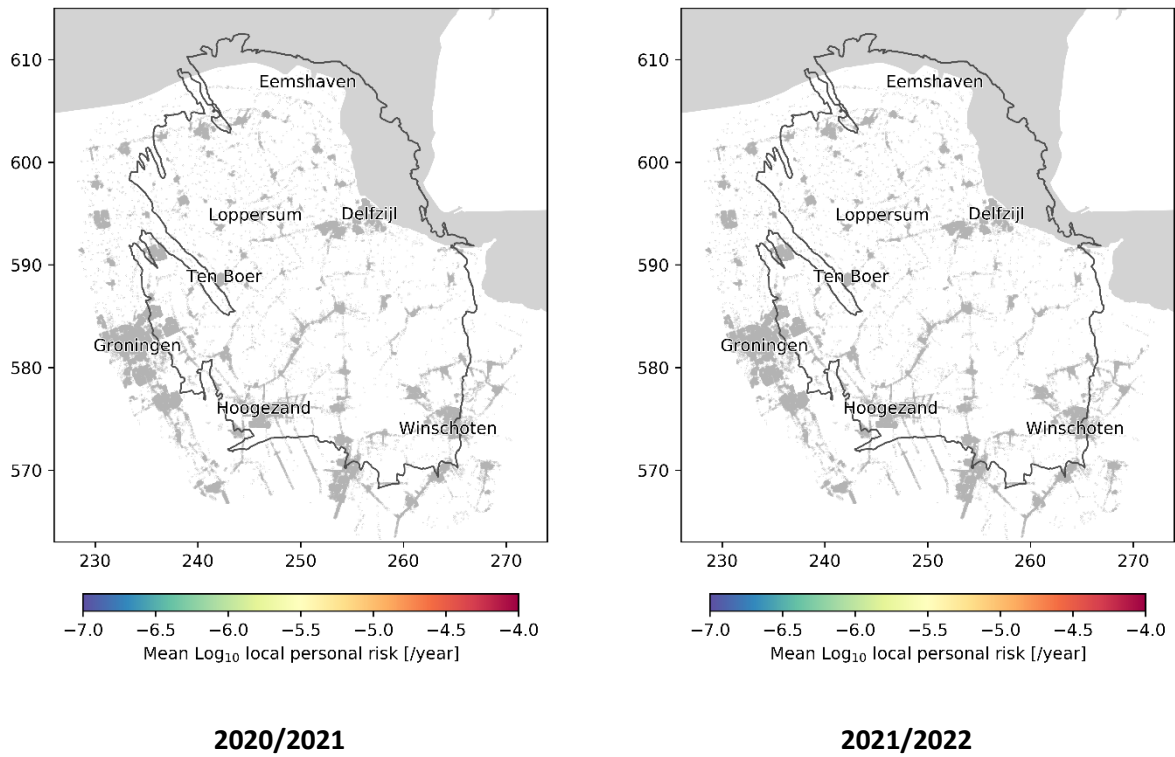 610
600
590
580
570
Eemshaven
Loppersum
Delfzijl
Ten Boer
Groningen
Hoogezand
Winschoten
230 240 250 260 270
−7.0 −6.5 −6.0 −5.5 −5.0 −4.5 −4.0
Mean Log₁₀ local personal risk [/year]
2020/2021
610
600
590
580
570
Eemshaven
Loppersum
Delfzijl
Ten Boer
Groningen
Hoogezand
Winschoten
230 240 250 260 270
−7.0 −6.5 −6.0 −5.5 −5.0 −4.5 −4.0
Mean Log₁₀ local personal risk [/year]
2021/2022